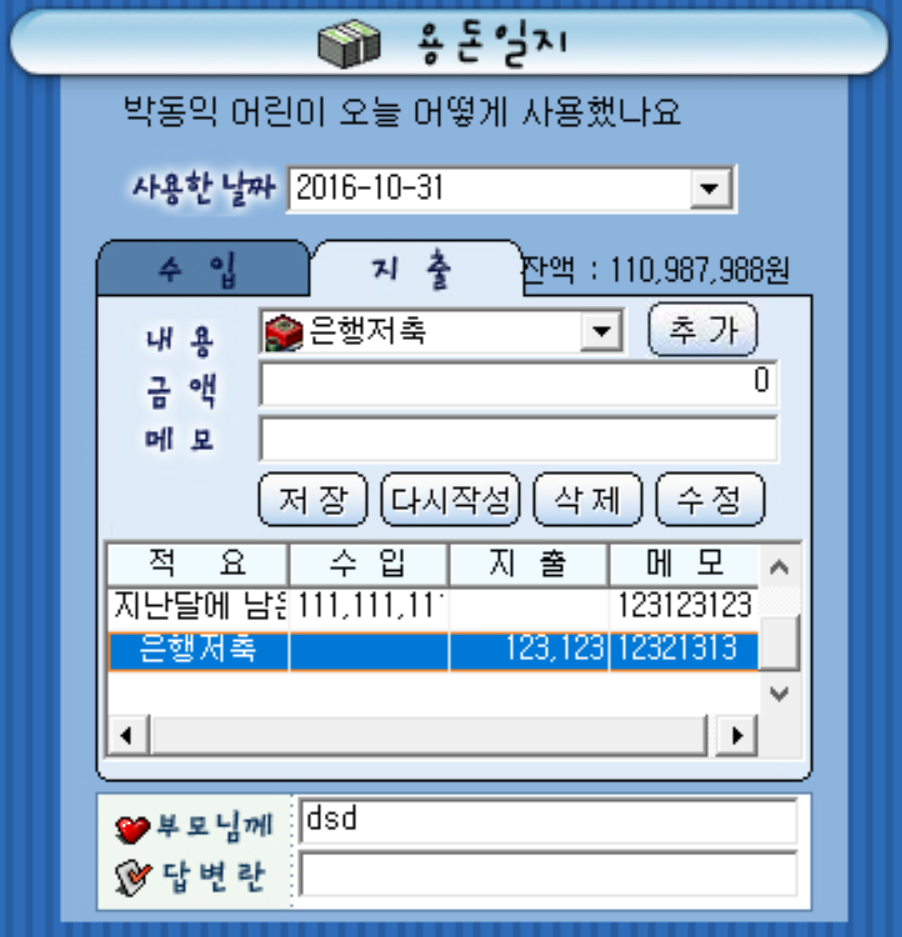 용돈일지
박동익 어린이 오늘 어떻게 사용했나요
사용한 날짜 2016-10-31
수 입 지 출 잔액 : 110,987,988원
내 용 은행저축 추 가
금 액 0
메 모
저 장 다시작성 삭 제 수 정
적 요 수 입 지 출 메 모
지난달에 111,111,11 123123123
은행저축 123,123 12321313
부모님께 dsd
답변란